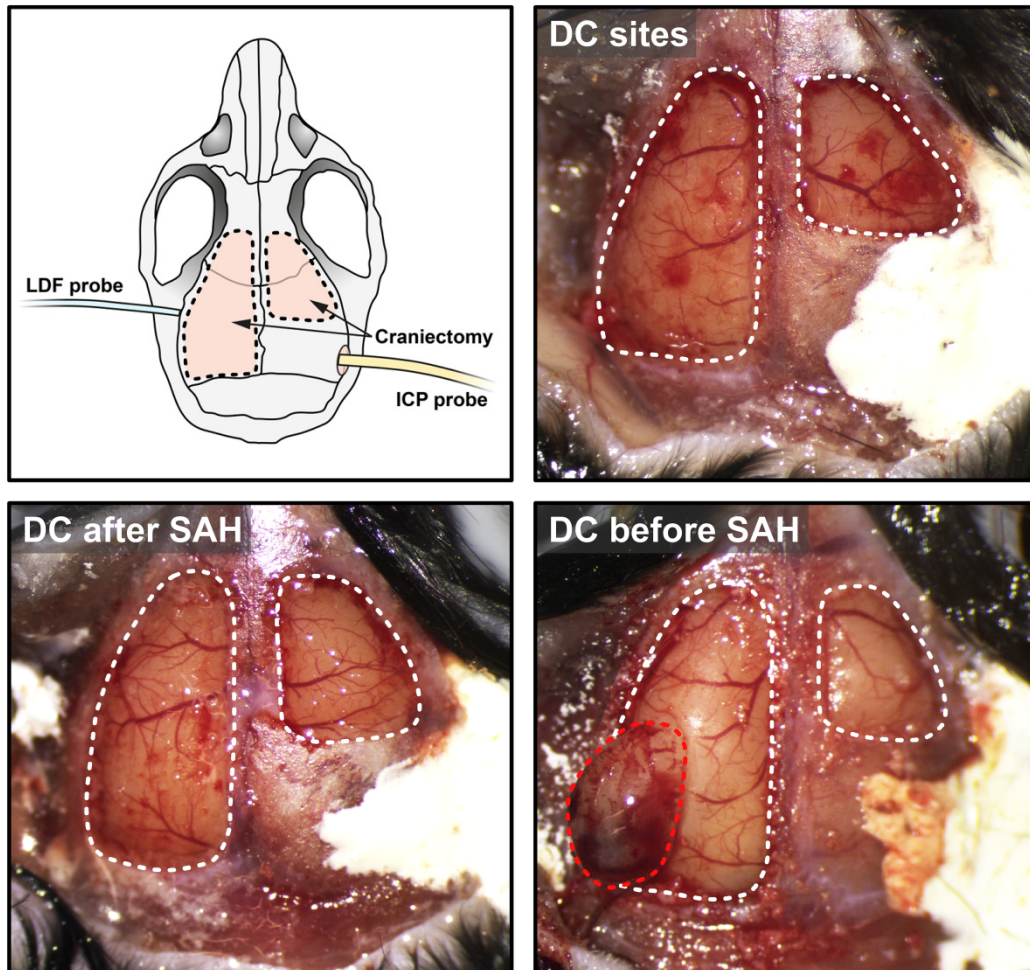 DC sites
LDF probe
Craniectomy
ICP probe
DC after SAH
DC before SAH